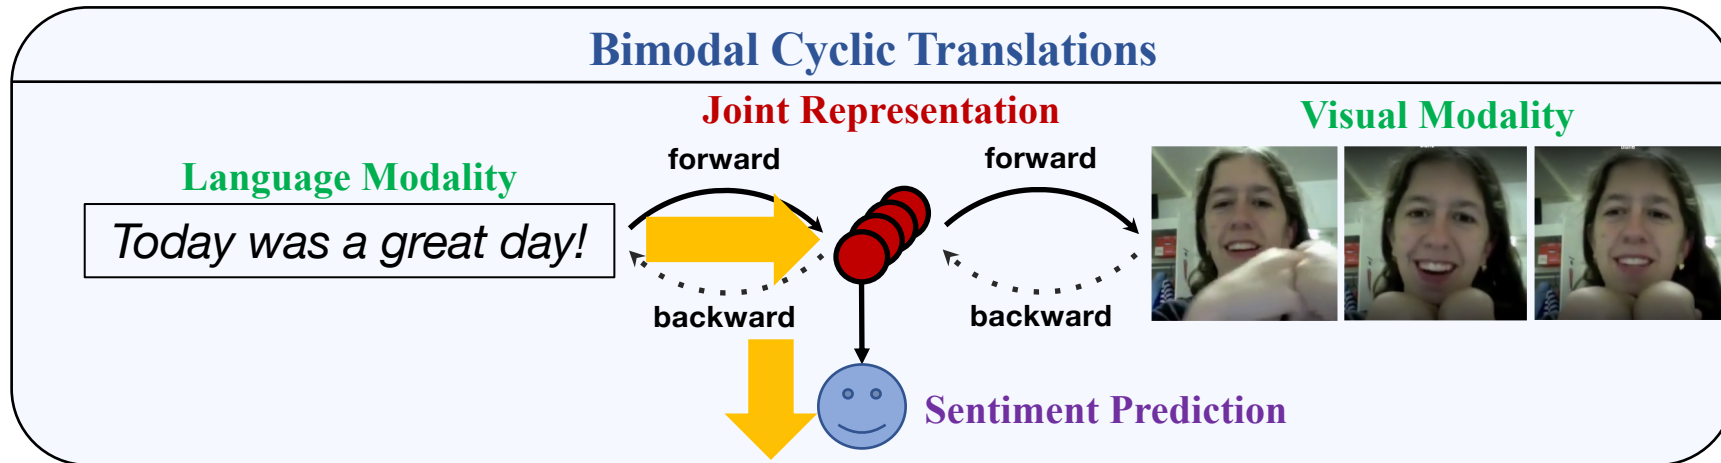 Bimodal Cyclic Translations
Joint Representation
Visual Modality
forward
forward
Language Modality
Today was a great day!
backward
backward
Sentiment Prediction